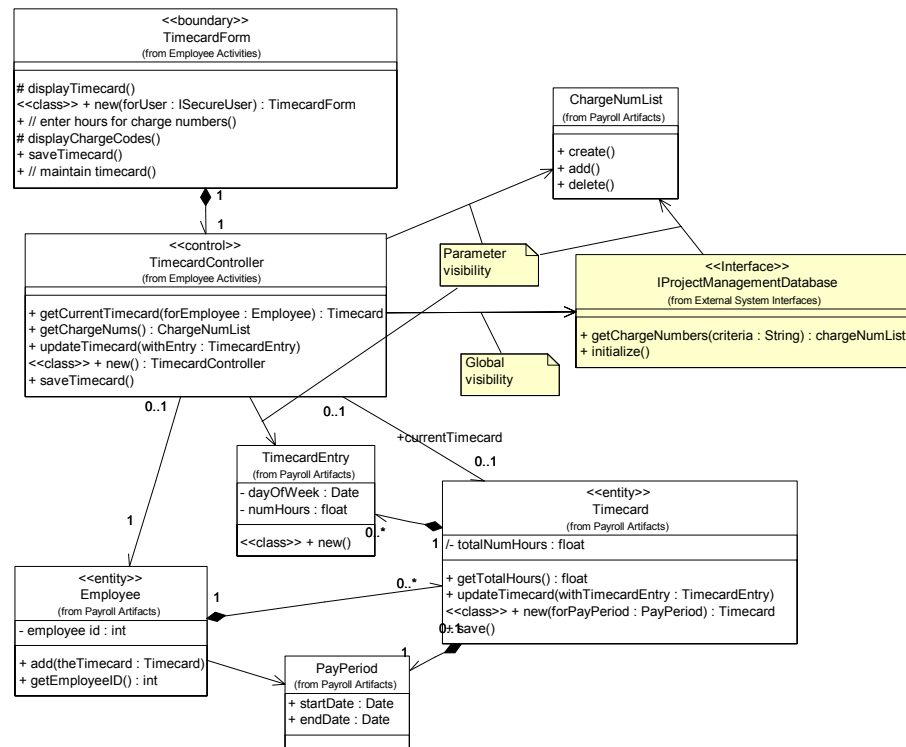 <<boundary>>
TimecardForm
(from Employee Activities)
# displayTimecard()
<<class>> + new(forUser : ISecureUser) : TimecardForm
+ // enter hours for charge numbers()
# displayChargeCodes()
+ saveTimecard()
+ // maintain timecard()
1
1
ChargeNumList
(from Payroll Artifacts)
+ create()
+ add()
+ delete()
<<control>>
TimecardController
(from Employee Activities)
+ getCurrentTimecard(forEmployee : Employee) : Timecard
+ getChargeNums() : ChargeNumList
+ updateTimecard(withEntry : TimecardEntry)
<<class>> + new() : TimecardController
+ saveTimecard()
Parameter
visibility
<<Interface>>
IProjectManagementDatabase
(from External System Interfaces)
+ getChargeNumbers(criteria : String) : chargeNumList
+ initialize()
Global
visibility
0..1
0..1
+currentTimecard
0..1
TimecardEntry
(from Payroll Artifacts)
- dayOfWeek : Date
- numHours : float
<<class>> + new()
0..*
1
<<entity>>
Timecard
(from Payroll Artifacts)
/- totalNumHours : float
+ getTotalHours() : float
+ updateTimecard(withTimecardEntry : TimecardEntry)
<<class>> + new(forPayPeriod : PayPeriod) : Timecard
+ save()
0..1
1
1
<<entity>>
Employee
(from Payroll Artifacts)
- employee id : int
+ add(theTimecard : Timecard)
+ getEmployeeID() : int
1
0..*
PayPeriod
(from Payroll Artifacts)
+ startDate : Date
+ endDate : Date